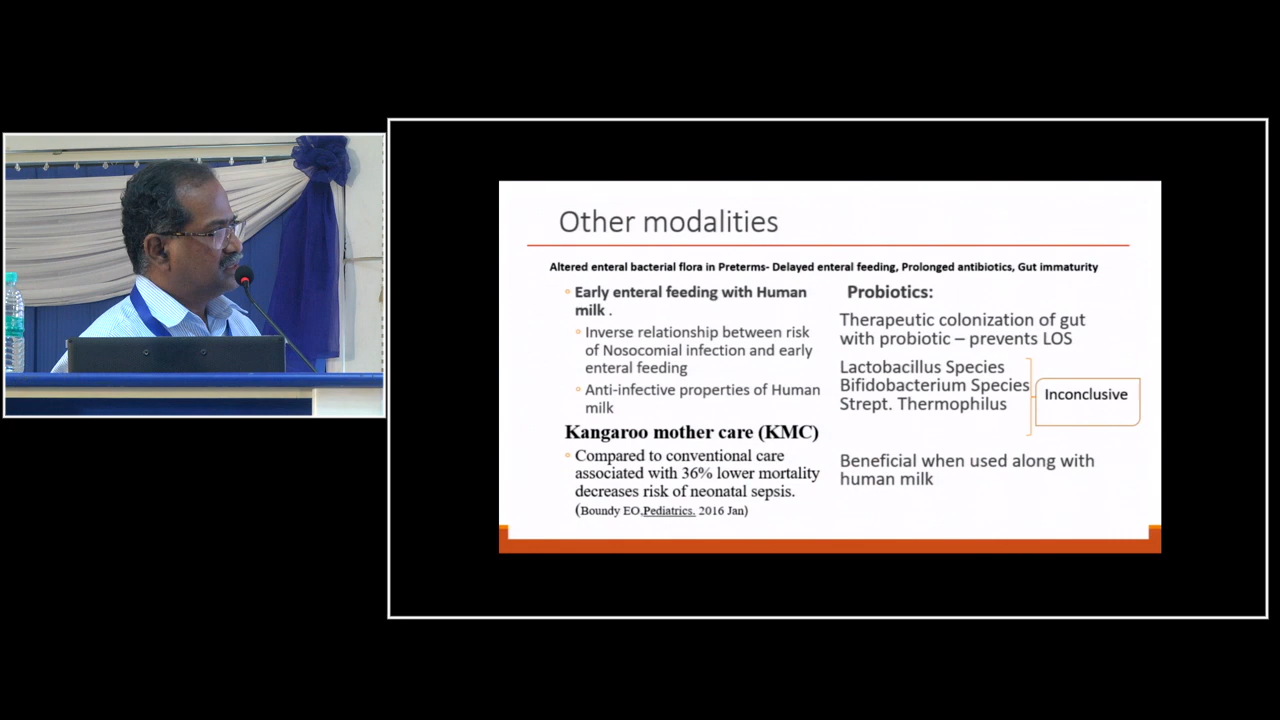 Other modalities
Altered enteral bacterial flora in Preterms- Delayed enteral feeding, Prolonged antibiotics, Gut immaturity
Early enteral feeding with Human
milk .
Inverse relationship between risk
of Nosocomial infection and early
enteral feeding
Anti-infective properties of Human
milk
Kangaroo mother care (KMC)
Compared to conventional care
associated with 36% lower mortality
decreases risk of neonatal sepsis.
(Boundy EO,Pediatrics. 2016 Jan)
Probiotics:
Therapeutic colonization of gut
with probiotic – prevents LOS
Lactobacillus Species
Bifidobacterium Species
Strept. Thermophilus
Inconclusive
Beneficial when used along with
human milk